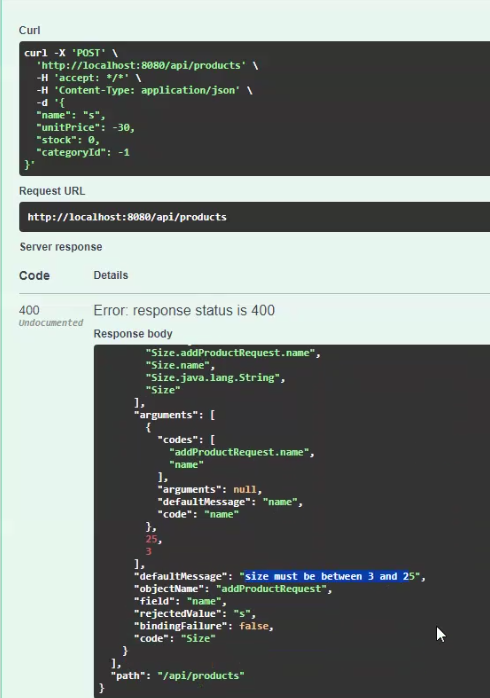 Curl
curl -X 'POST' \
  'http://localhost:8080/api/products' \
  -H 'accept: */*' \
  -H 'Content-Type: application/json' \
  -d '{
  "name": "s",
  "unitPrice": -30,
  "stock": 0,
  "categoryId": -1
}'
Request URL
http://localhost:8080/api/products
Server response
Code Details
400 Error: response status is 400
Undocumented
Response body
"Size.addProductRequest.name",
"Size.name",
"Size.java.lang.String",
"Size"
],
"arguments": [
{
"codes": [
"addProductRequest.name",
"name"
],
"arguments": null,
"defaultMessage": "name",
"code": "name"
},
25,
3
],
"defaultMessage": "size must be between 3 and 25",
"objectName": "addProductRequest",
"field": "name",
"rejectedValue": "s",
"bindingFailure": false,
"code": "Size"
}
],
"path": "/api/products"
}